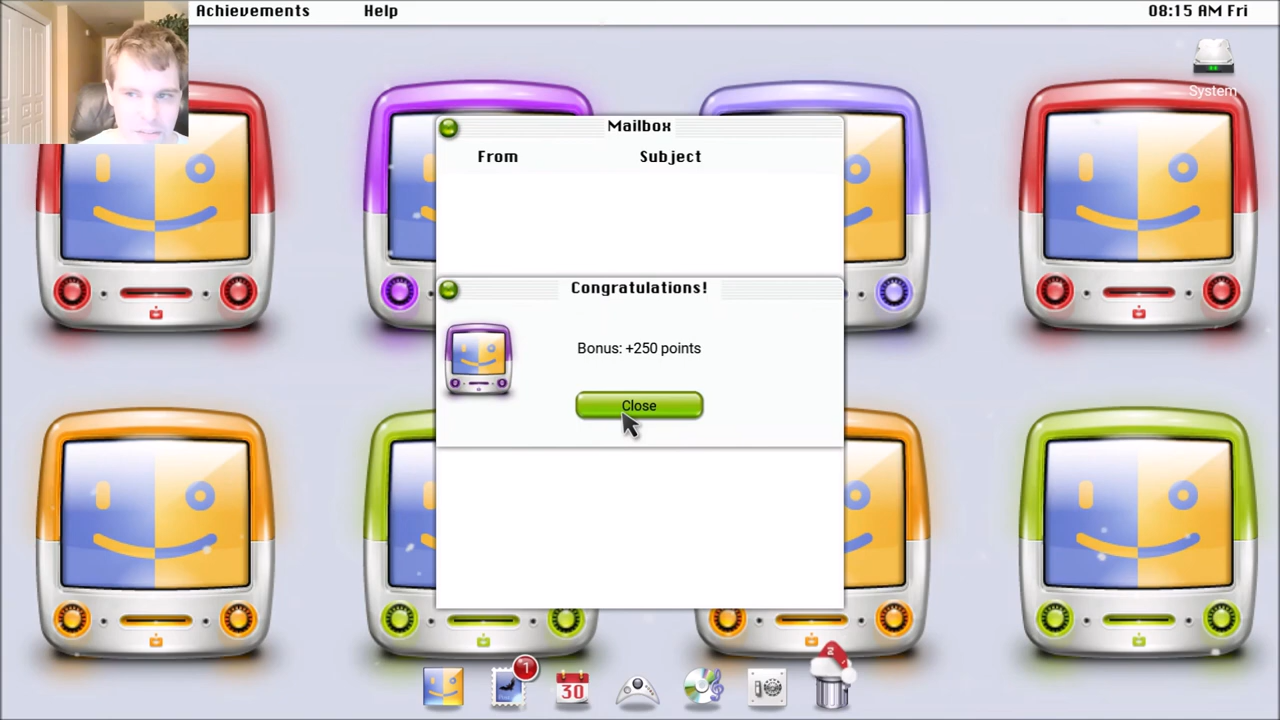 Achievements Help 08:15 AM Fri
System
Mailbox
From Subject
Congratulations!
Bonus: +250 points
Close
1
30
2